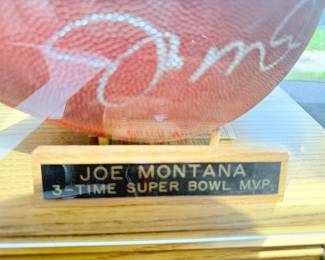 JOE MONTANA
3-TIME SUPER BOWL MVP